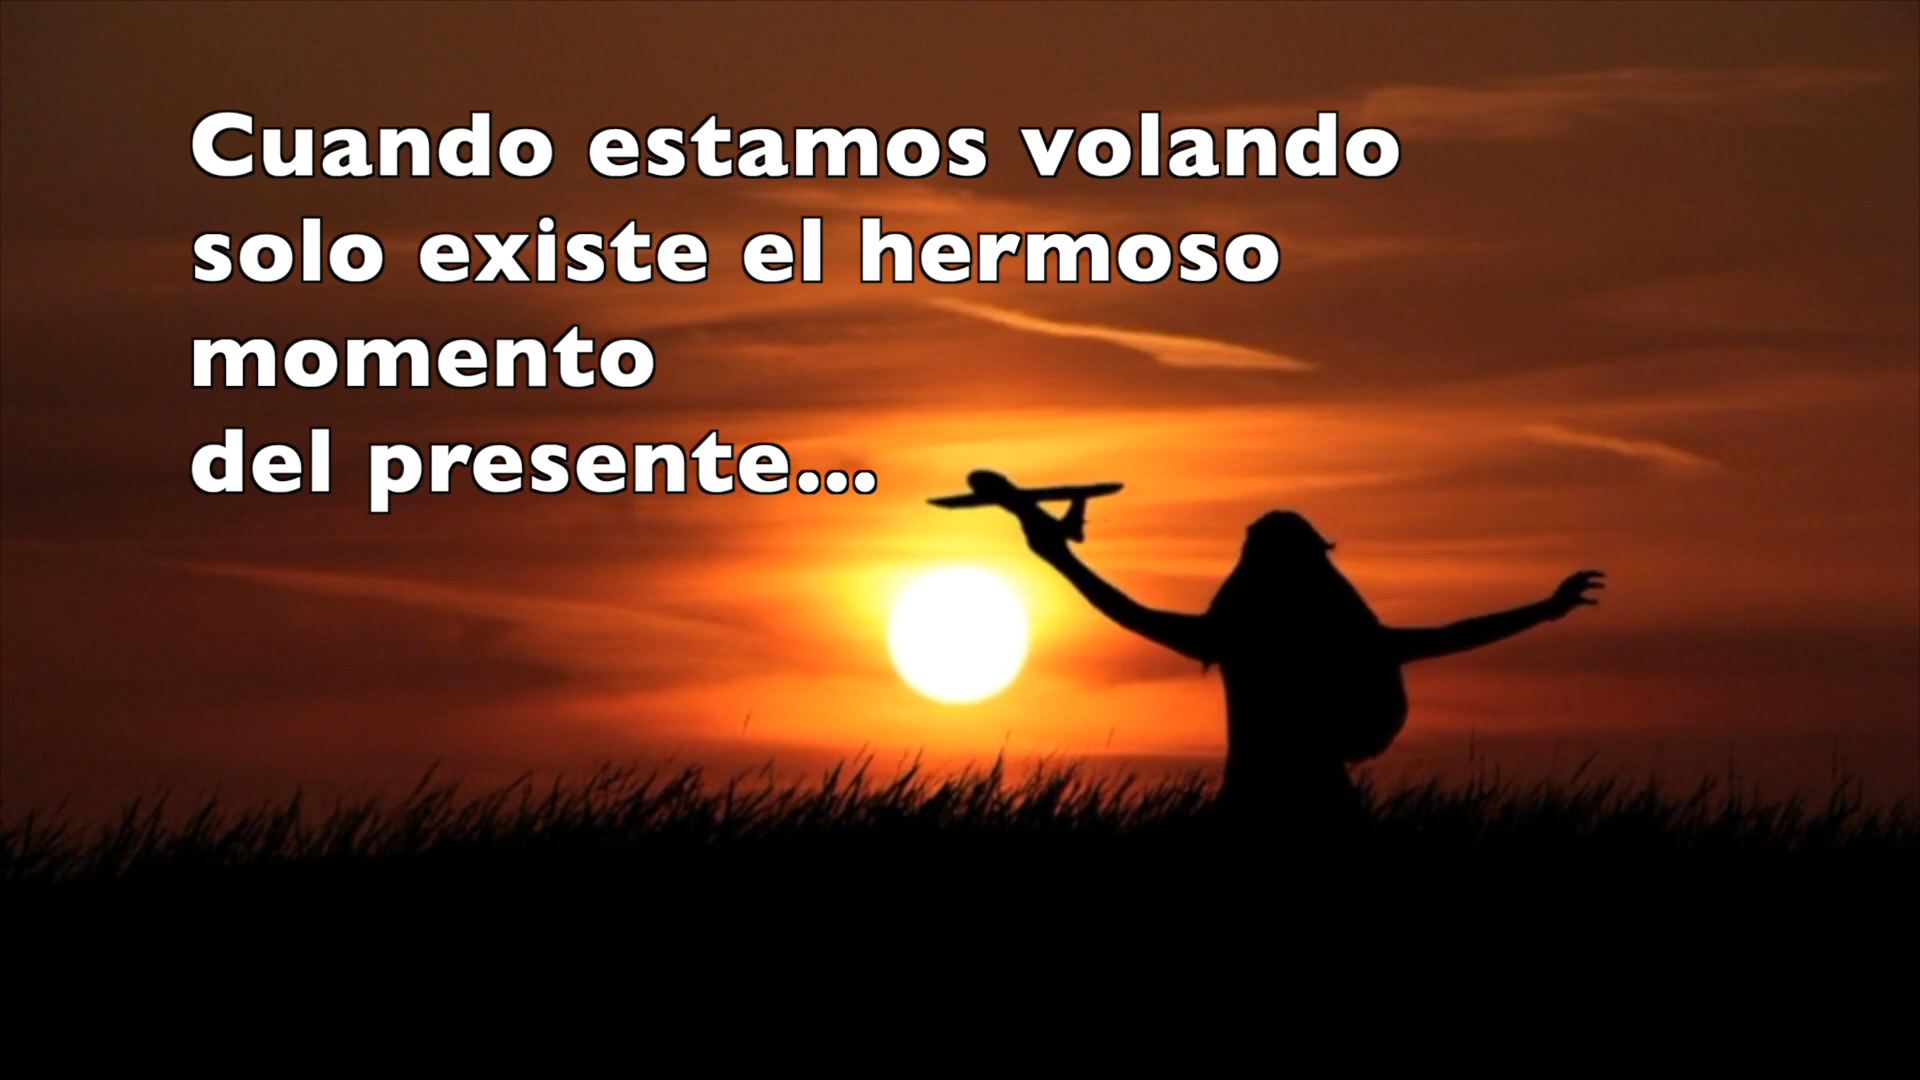 Cuando estamos volando
solo existe el hermoso
momento
del presente...